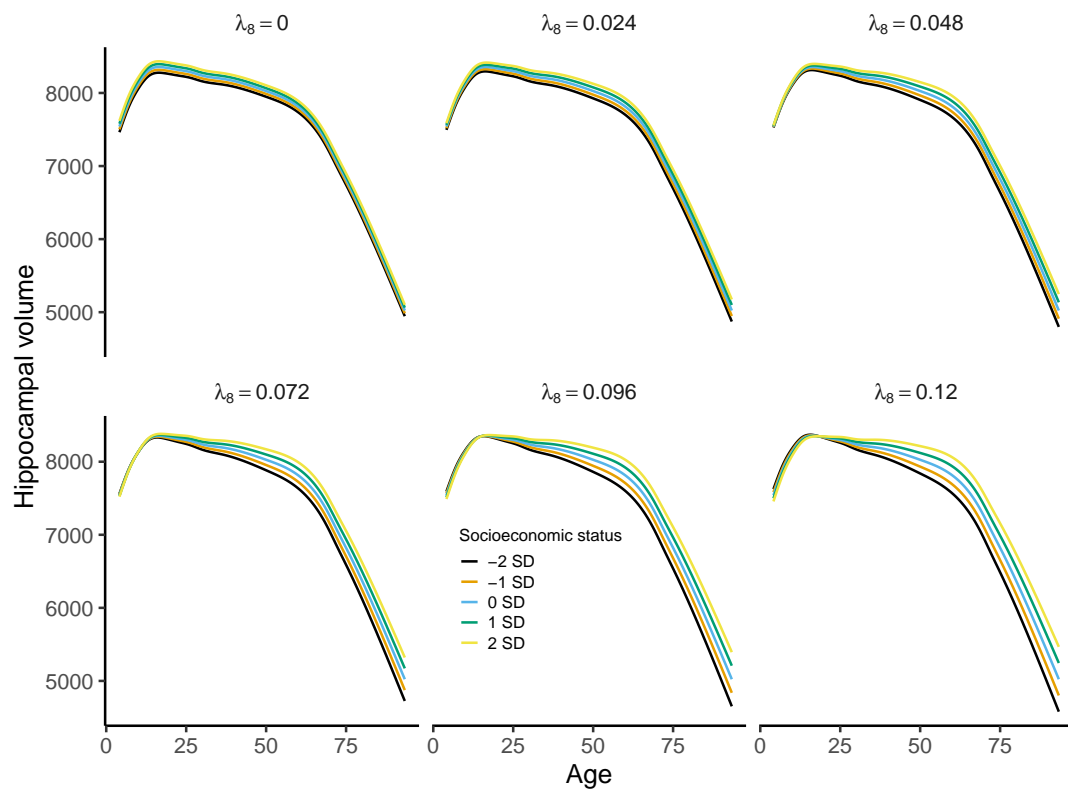 λ₈ = 0
λ₈ = 0.024
λ₈ = 0.048
8000
7000
6000
5000
λ₈ = 0.072
λ₈ = 0.096
λ₈ = 0.12
8000
7000
6000
5000
Hippocampal volume
Socioeconomic status
−2 SD
−1 SD
0 SD
1 SD
2 SD
0 25 50 75
0 25 50 75
0 25 50 75
Age